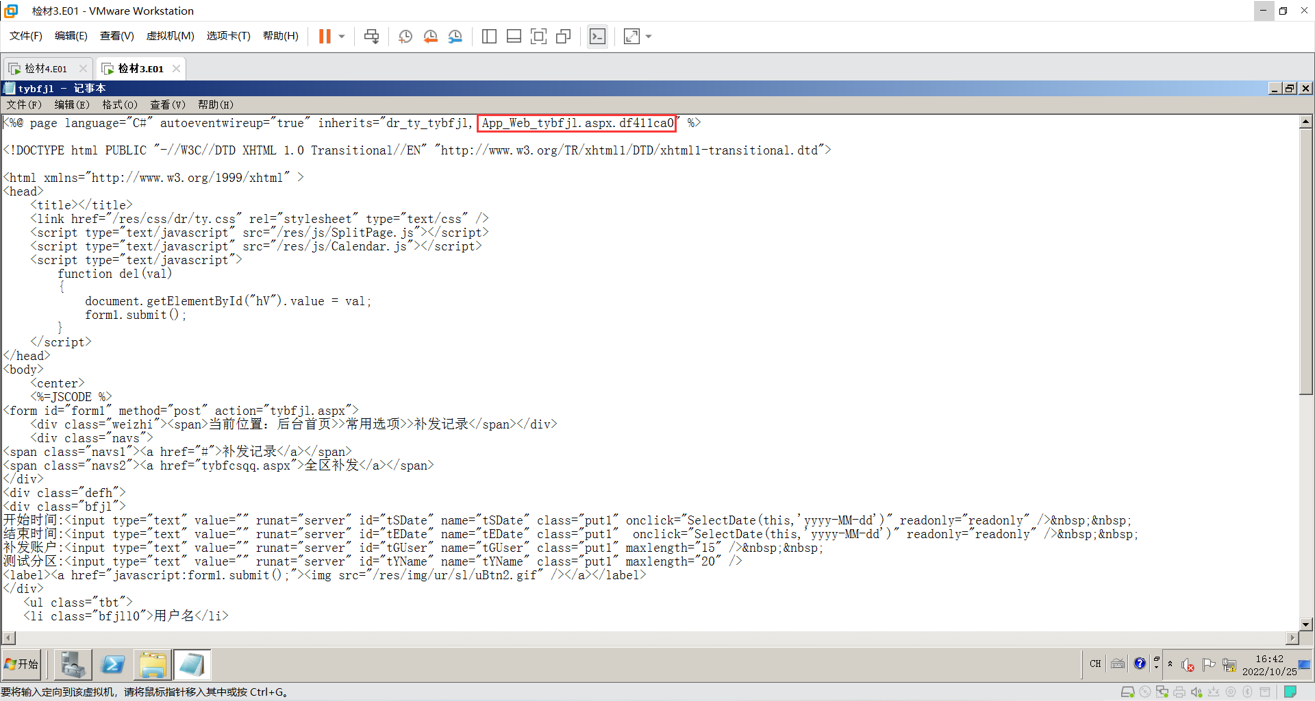 检材3.E01 - VMware Workstation
文件(F) 编辑(E) 查看(V) 虚拟机(M) 选项卡(T) 帮助(H)
检材4.E01 检材3.E01
tybfjl - 记事本
文件(F) 编辑(E) 格式(O) 查看(V) 帮助(H)
<%@ page language="C#" autoeventwireup="true" inherits="dr_ty_tybfjl, App_Web_tybfjl.aspx.df411ca0" %>
<!DOCTYPE html PUBLIC "-//W3C//DTD XHTML 1.0 Transitional//EN" "http://www.w3.org/TR/xhtml1/DTD/xhtml1-transitional.dtd">
<html xmlns="http://www.w3.org/1999/xhtml" >
<head>
<title></title>
<link href="/res/css/dr/ty.css" rel="stylesheet" type="text/css" />
<script type="text/javascript" src="/res/js/SplitPage.js"></script>
<script type="text/javascript" src="/res/js/Calendar.js"></script>
<script type="text/javascript">
function del(val)
{
document.getElementById("hV").value = val;
form1.submit();
}
</script>
</head>
<body>
<center>
<%=JSCODE %>
<form id="form1" method="post" action="tybfjl.aspx">
<div class="weizhi"><span>当前位置：后台首页>>常用选项>>补发记录</span></div>
<div class="navs">
<span class="navs1"><a href="#">补发记录</a></span>
<span class="navs2"><a href="tybfcsqq.aspx">全区补发</a></span>
</div>
<div class="defh">
<div class="bfjl">
开始时间:<input type="text" value="" runat="server" id="tSDate" name="tSDate" class="put1" onclick="SelectDate(this,'yyyy-MM-dd')" readonly="readonly" />&nbsp;&nbsp;
结束时间:<input type="text" value="" runat="server" id="tEDate" name="tEDate" class="put1"  onclick="SelectDate(this,'yyyy-MM-dd')" readonly="readonly" />&nbsp;&nbsp;
补发账户:<input type="text" value="" runat="server" id="tGUser" name="tGUser" class="put1" maxlength="15" />&nbsp;&nbsp;
测试分区:<input type="text" value="" runat="server" id="tYName" name="tYName" class="put1" maxlength="20" />
<label><a href="javascript:form1.submit();"><img src="/res/img/ur/sl/uBtn2.gif" /></a></label>
</div>
<ul class="tbt">
<li class="bfjll0">用户名</li>
开始 CH 16:42
2022/10/25
要将输入定向到该虚拟机，请将鼠标指针移入其中或按 Ctrl+G。